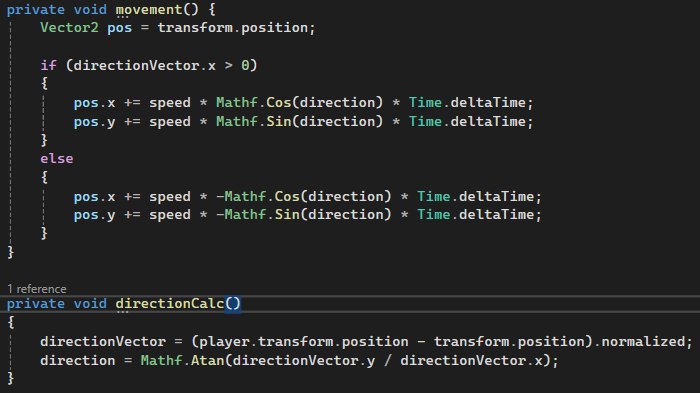 private void movement() {
Vector2 pos = transform.position;
if (directionVector.x > 0)
{
pos.x += speed * Mathf.Cos(direction) * Time.deltaTime;
pos.y += speed * Mathf.Sin(direction) * Time.deltaTime;
}
else
{
pos.x += speed * -Mathf.Cos(direction) * Time.deltaTime;
pos.y += speed * -Mathf.Sin(direction) * Time.deltaTime;
}
}
1 reference
private void directionCalc()
{
directionVector = (player.transform.position - transform.position).normalized;
direction = Mathf.Atan(directionVector.y / directionVector.x);
}